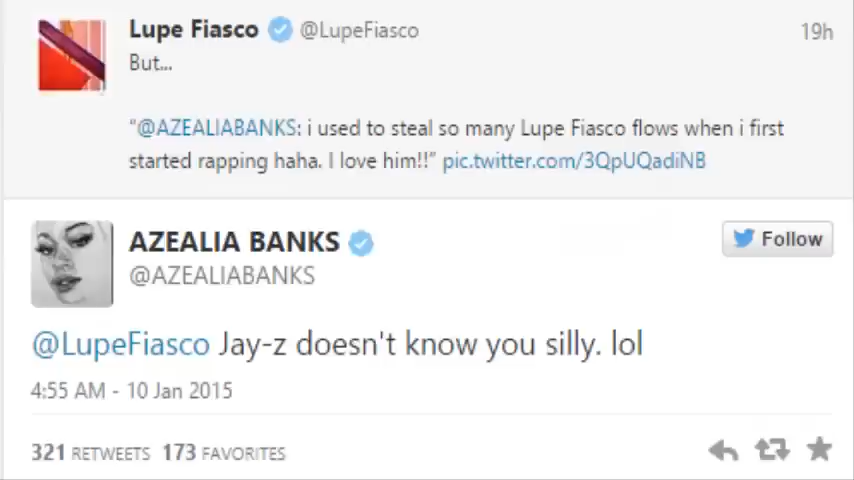 Lupe Fiasco @LupeFiasco 19h
But...
“@AZEALIABANKS: i used to steal so many Lupe Fiasco flows when i first
started rapping haha. I love him!!” pic.twitter.com/3QpUQadiNB
AZEALIA BANKS Follow
@AZEALIABANKS
@LupeFiasco Jay-z doesn't know you silly. lol
4:55 AM - 10 Jan 2015
321 RETWEETS 173 FAVORITES